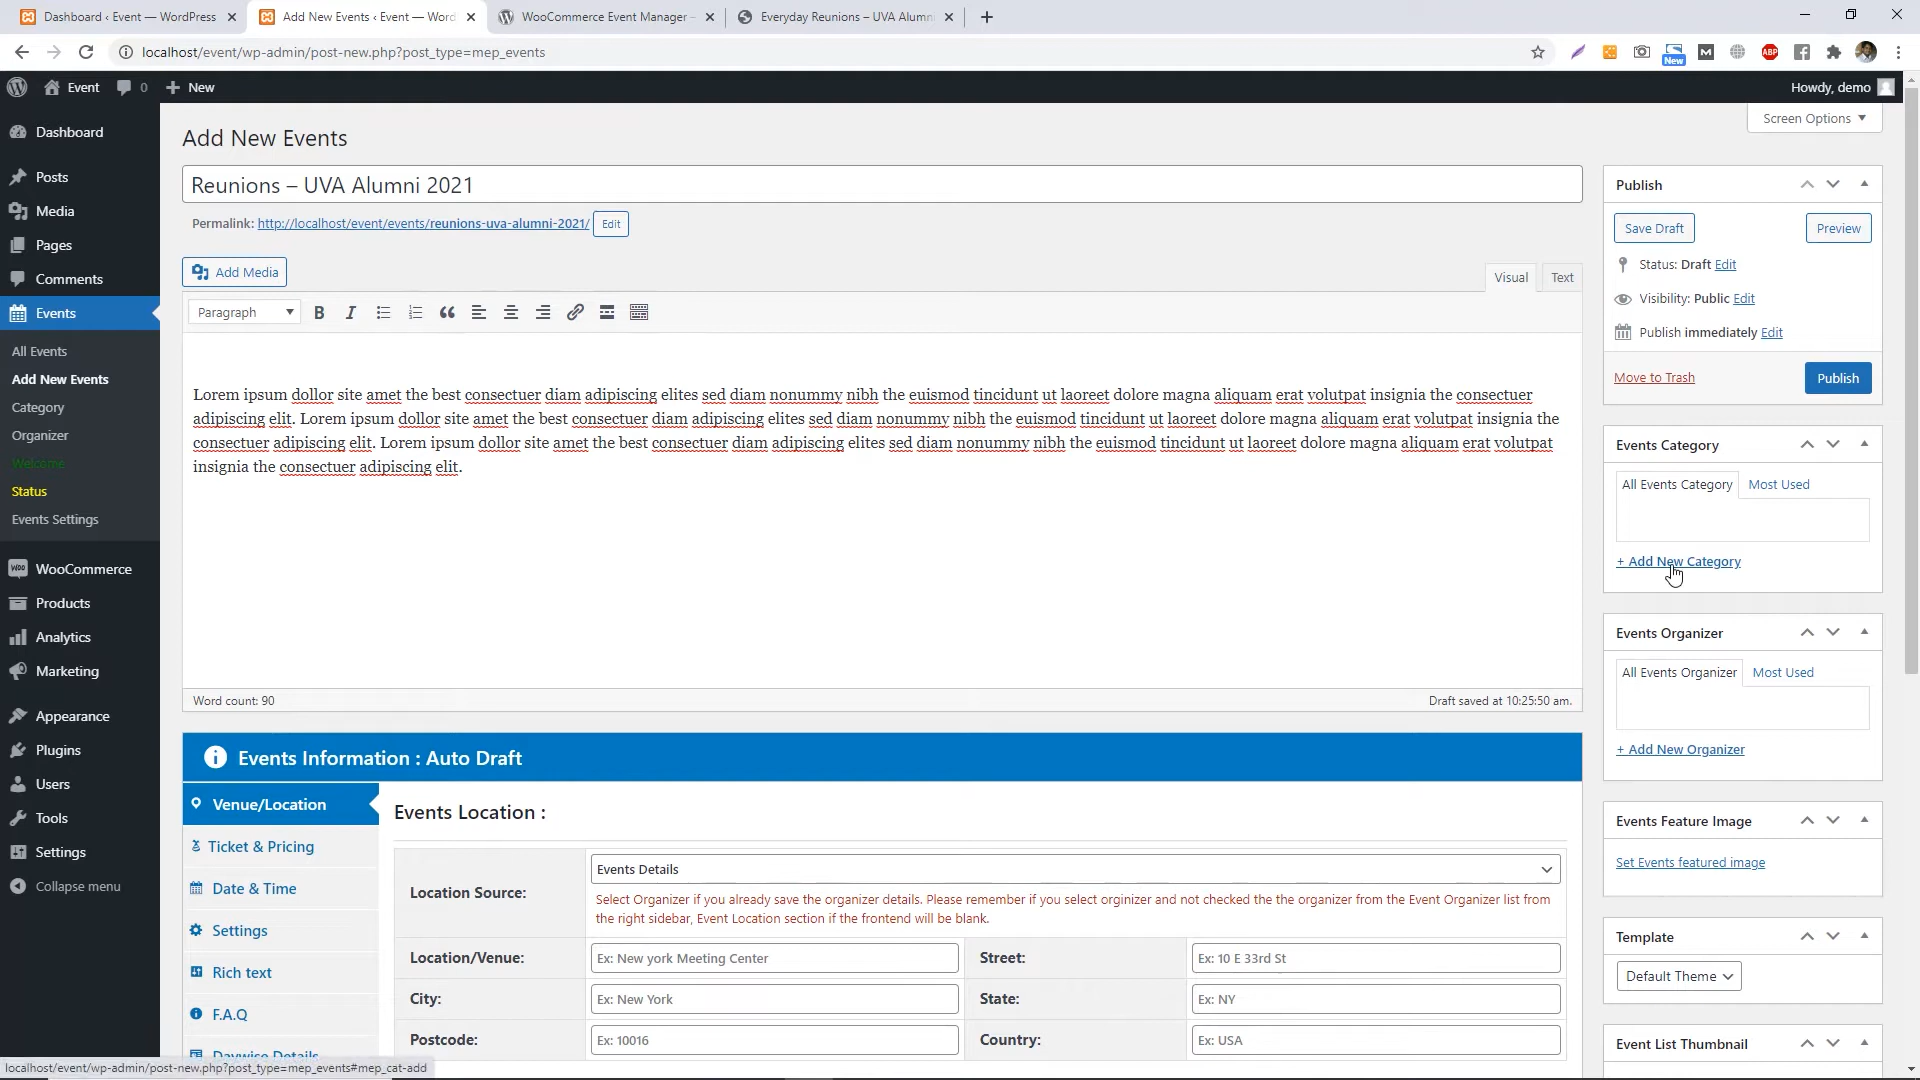 Dashboard ‹ Event — WordPress
Add New Events ‹ Event — Word
WooCommerce Event Manager –
Everyday Reunions – UVA Alumni
localhost/event/wp-admin/post-new.php?post_type=mep_events
New
ABP
Event
0
New
Howdy, demo
Dashboard
Posts
Media
Pages
Comments
Events
All Events
Add New Events
Category
Organizer
Welcome
Status
Events Settings
WooCommerce
Products
Analytics
Marketing
Appearance
Plugins
Users
Tools
Settings
Collapse menu
Screen Options
Add New Events
Reunions – UVA Alumni 2021
Permalink: http://localhost/event/events/reunions-uva-alumni-2021/ Edit
Add Media
Visual
Text
Paragraph
Lorem ipsum dollor site amet the best consectuer diam adipiscing elites sed diam nonummy nibh the euismod tincidunt ut laoreet dolore magna aliquam erat volutpat insignia the consectuer
adipiscing elit. Lorem ipsum dollor site amet the best consectuer diam adipiscing elites sed diam nonummy nibh the euismod tincidunt ut laoreet dolore magna aliquam erat volutpat insignia the
consectuer adipiscing elit. Lorem ipsum dollor site amet the best consectuer diam adipiscing elites sed diam nonummy nibh the euismod tincidunt ut laoreet dolore magna aliquam erat volutpat
insignia the consectuer adipiscing elit.
Word count: 90
Draft saved at 10:25:50 am.
Events Information : Auto Draft
Venue/Location
Ticket & Pricing
Date & Time
Settings
Rich text
F.A.Q
Daywise Details
Events Location :
Location Source:
Events Details
Select Organizer if you already save the organizer details. Please remember if you select orginizer and not checked the the organizer from the Event Organizer list from
the right sidebar, Event Location section if the frontend will be blank.
Location/Venue:
Ex: New york Meeting Center
Street:
Ex: 10 E 33rd St
City:
Ex: New York
State:
Ex: NY
Postcode:
Ex: 10016
Country:
Ex: USA
Publish
Save Draft
Preview
Status: Draft Edit
Visibility: Public Edit
Publish immediately Edit
Move to Trash
Publish
Events Category
All Events Category
Most Used
+ Add New Category
Events Organizer
All Events Organizer
Most Used
+ Add New Organizer
Events Feature Image
Set Events featured image
Template
Default Theme
Event List Thumbnail
localhost/event/wp-admin/post-new.php?post_type=mep_events#mep_cat-add